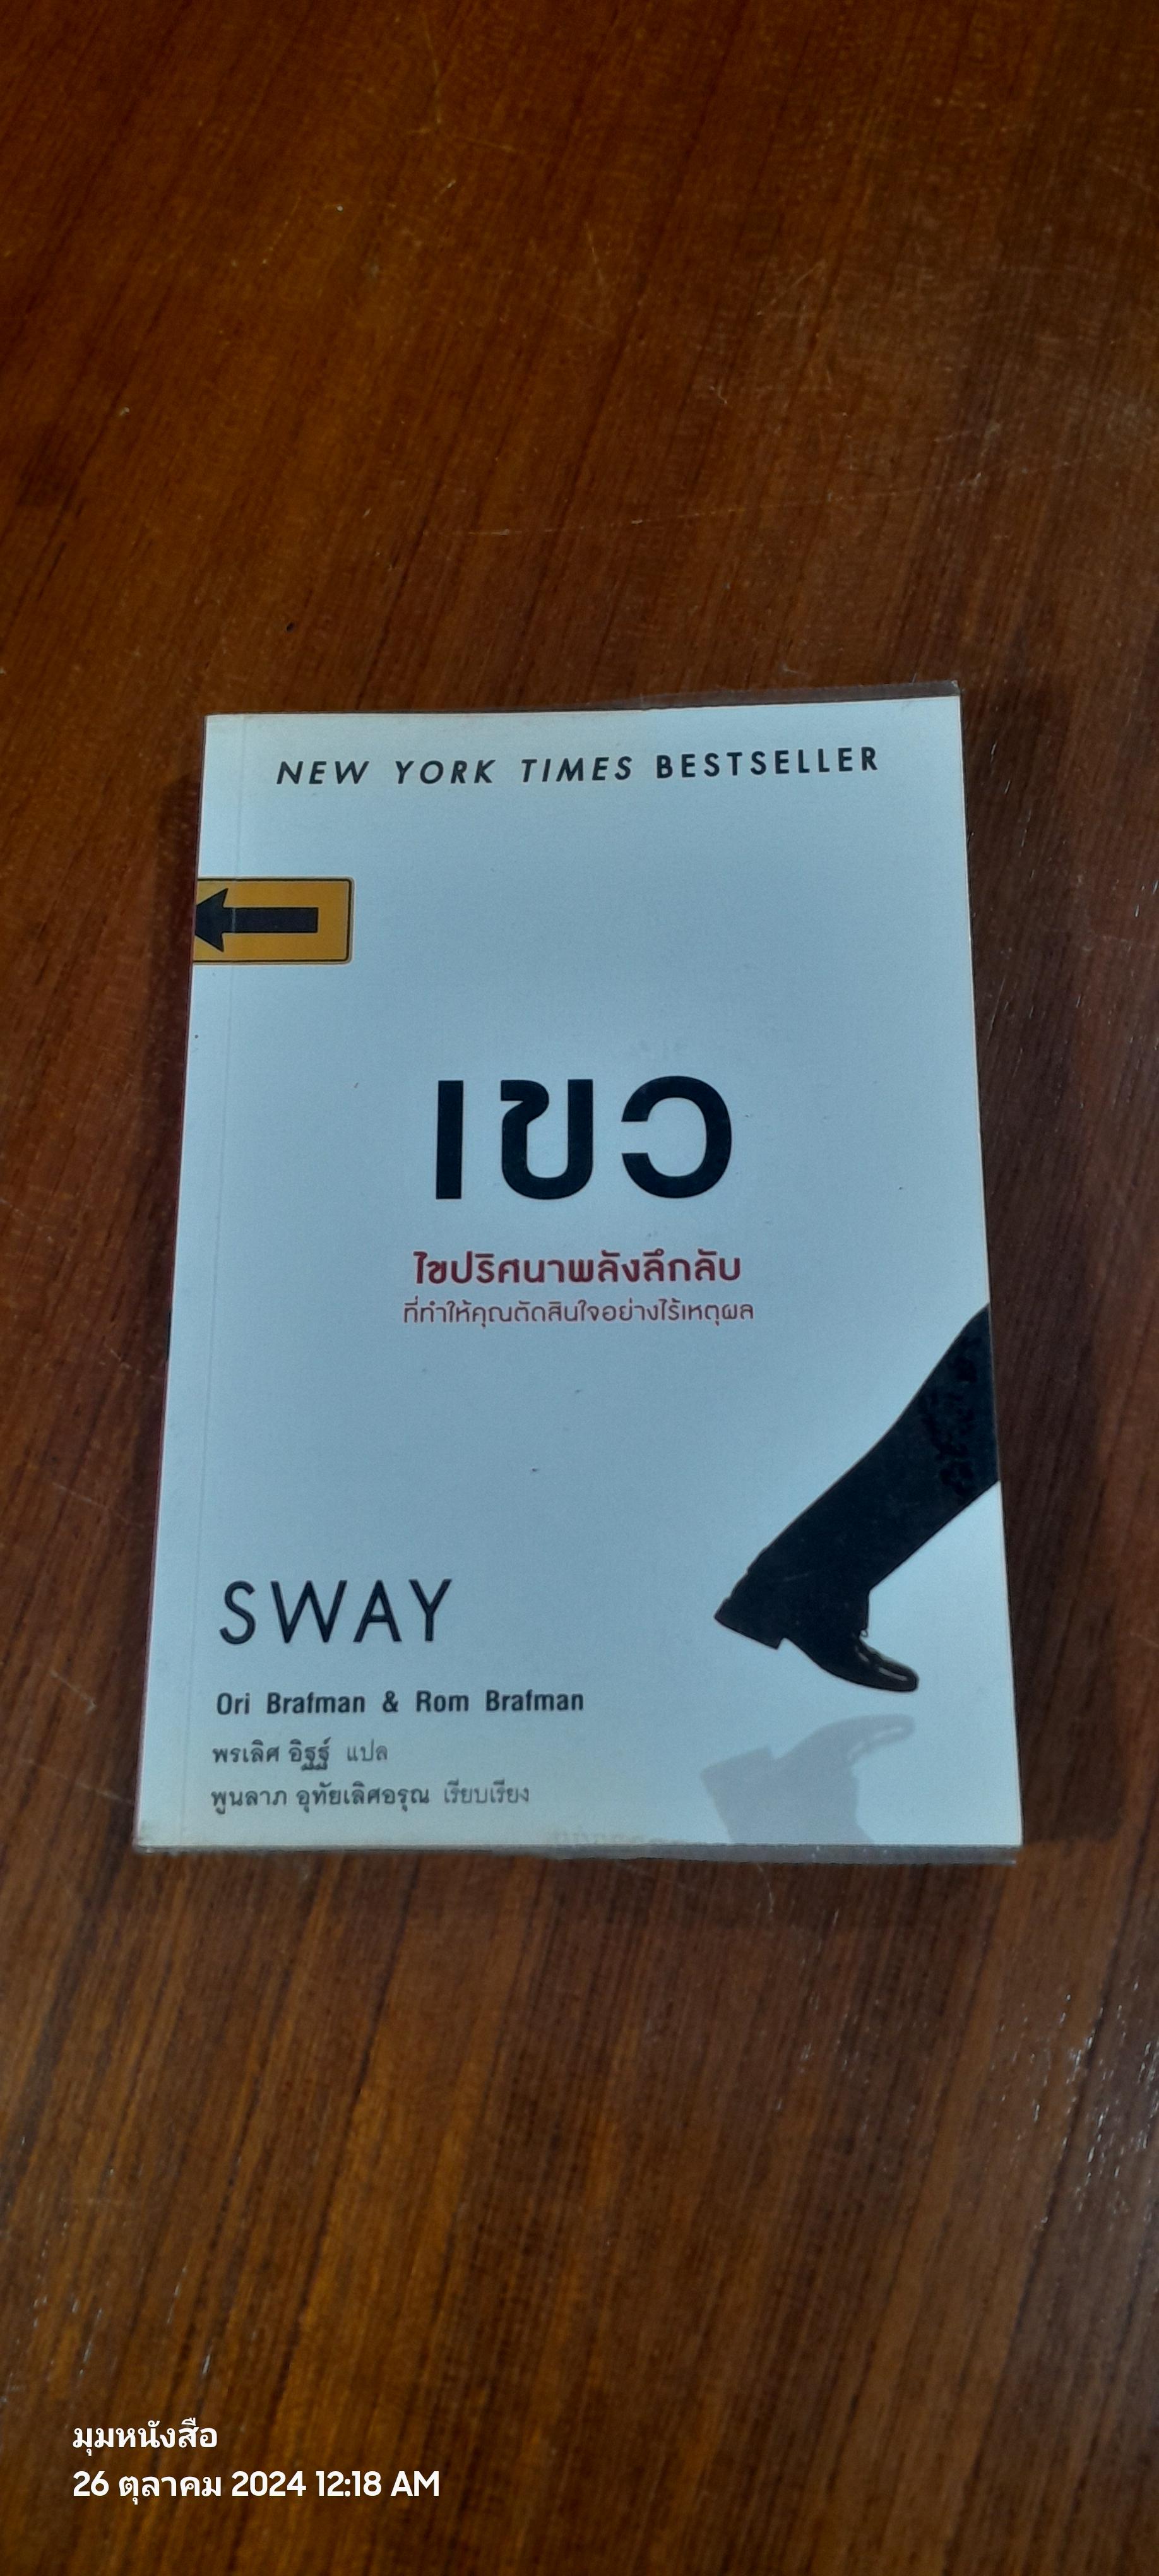 NEW YORK TIMES BESTSELLER
เขว
ไขปริศนาพลังลึกลับ
ที่ทำให้คุณตัดสินใจอย่างไร้เหตุผล
SWAY
Ori Brafman & Rom Brafman
พรเลิศ อิฐฐ์ แปล
พูนลาภ อุทัยเลิศอรุณ เรียบเรียง
มุมหนังสือ
26 ตุลาคม 2024 12:18 AM